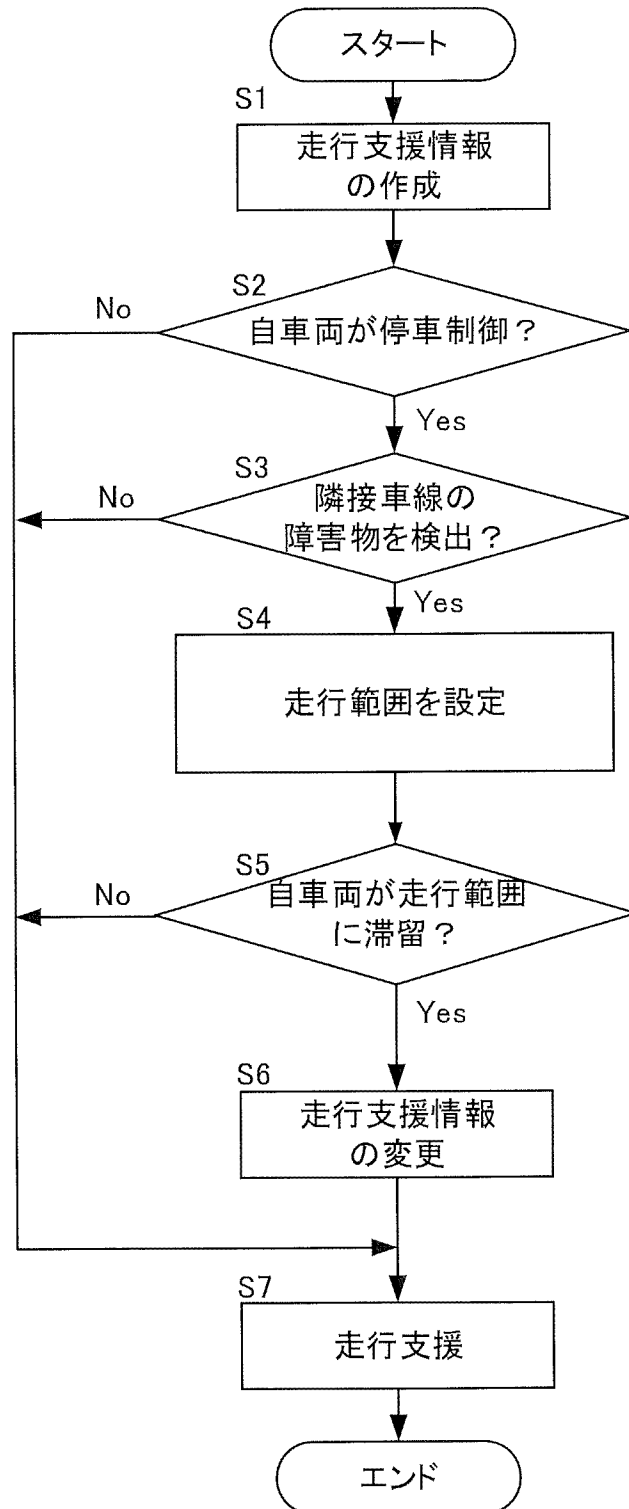 スタート
S1
走行支援情報
の作成
S2
No
自車両が停車制御？
Yes
S3
No
隣接車線の
障害物を検出？
Yes
S4
走行範囲を設定
S5
No
自車両が走行範囲
に滞留？
Yes
S6
走行支援情報
の変更
S7
走行支援
エンド